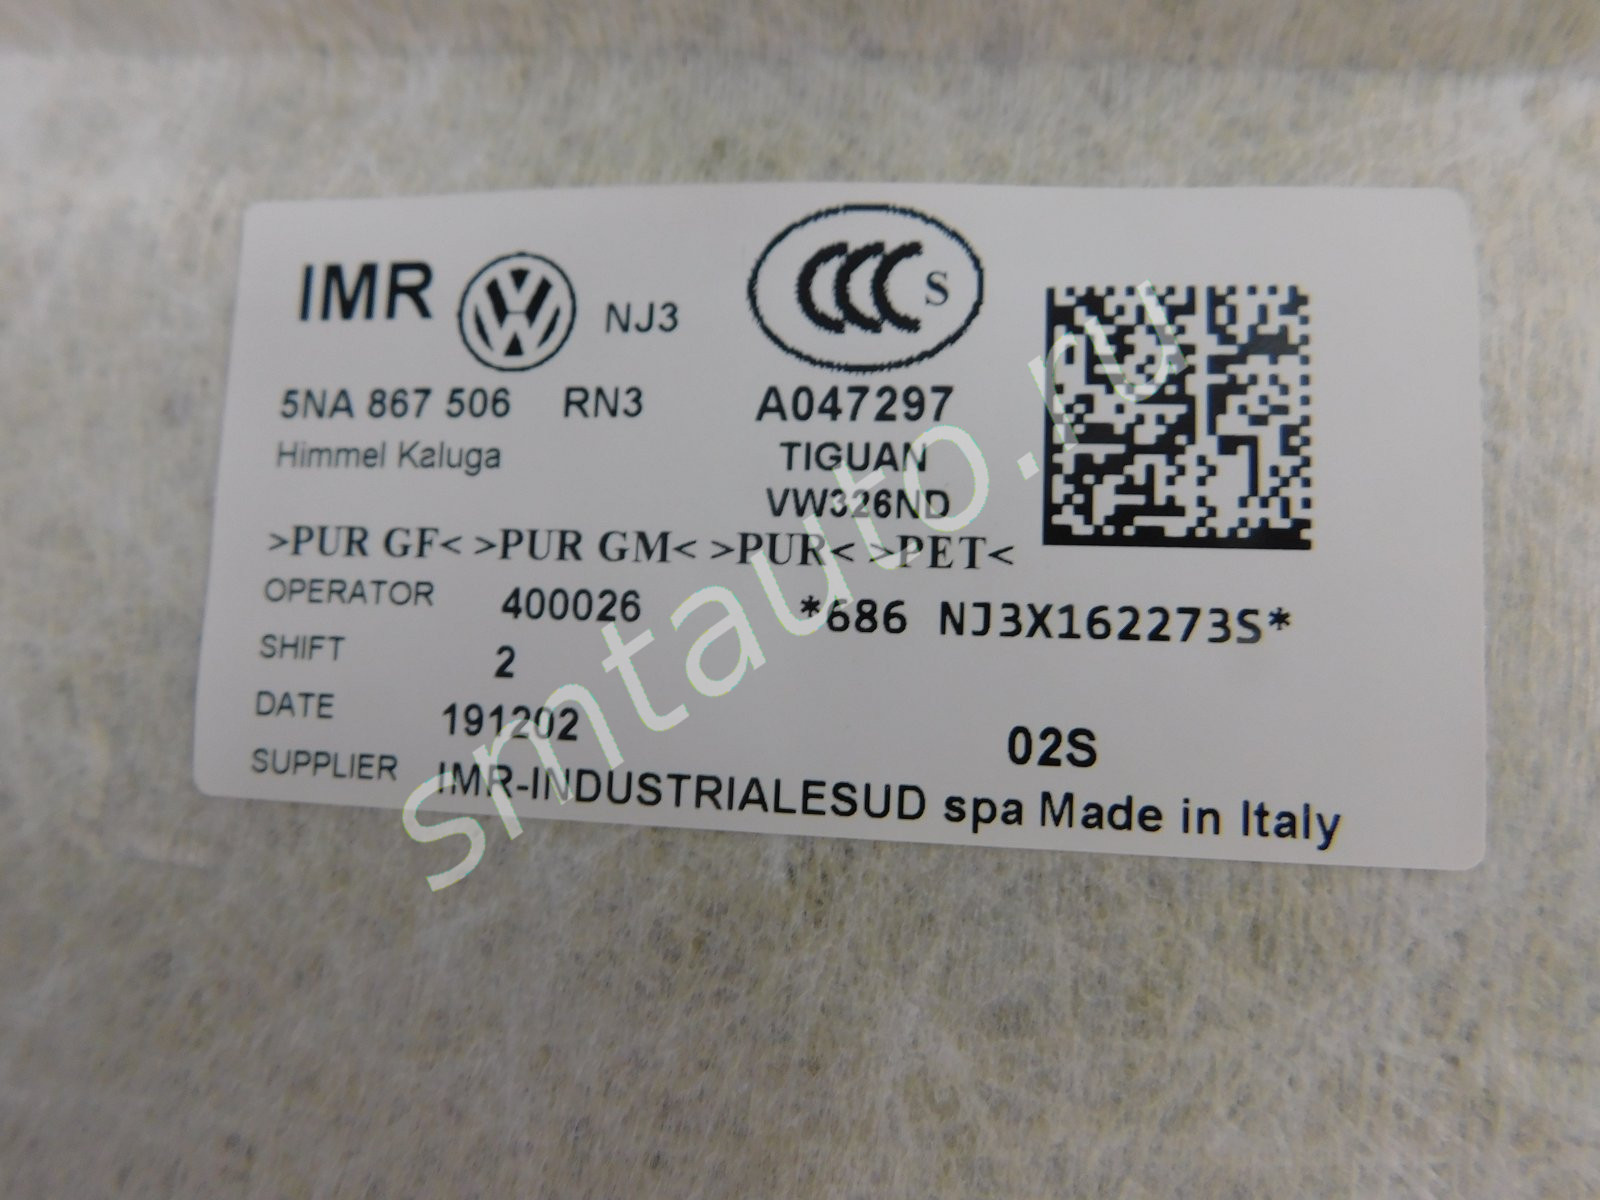 IMR NJ3 CCC S
5NA 867 506 RN3 A047297
Himmel Kaluga TIGUAN
VW326ND
>PUR GF< >PUR GM< >PUR< >PET<
OPERATOR 400026 *686 NJ3X162273S*
SHIFT 2
DATE 191202 02S
SUPPLIER IMR-INDUSTRIALESUD spa Made in Italy
smtauto.ru